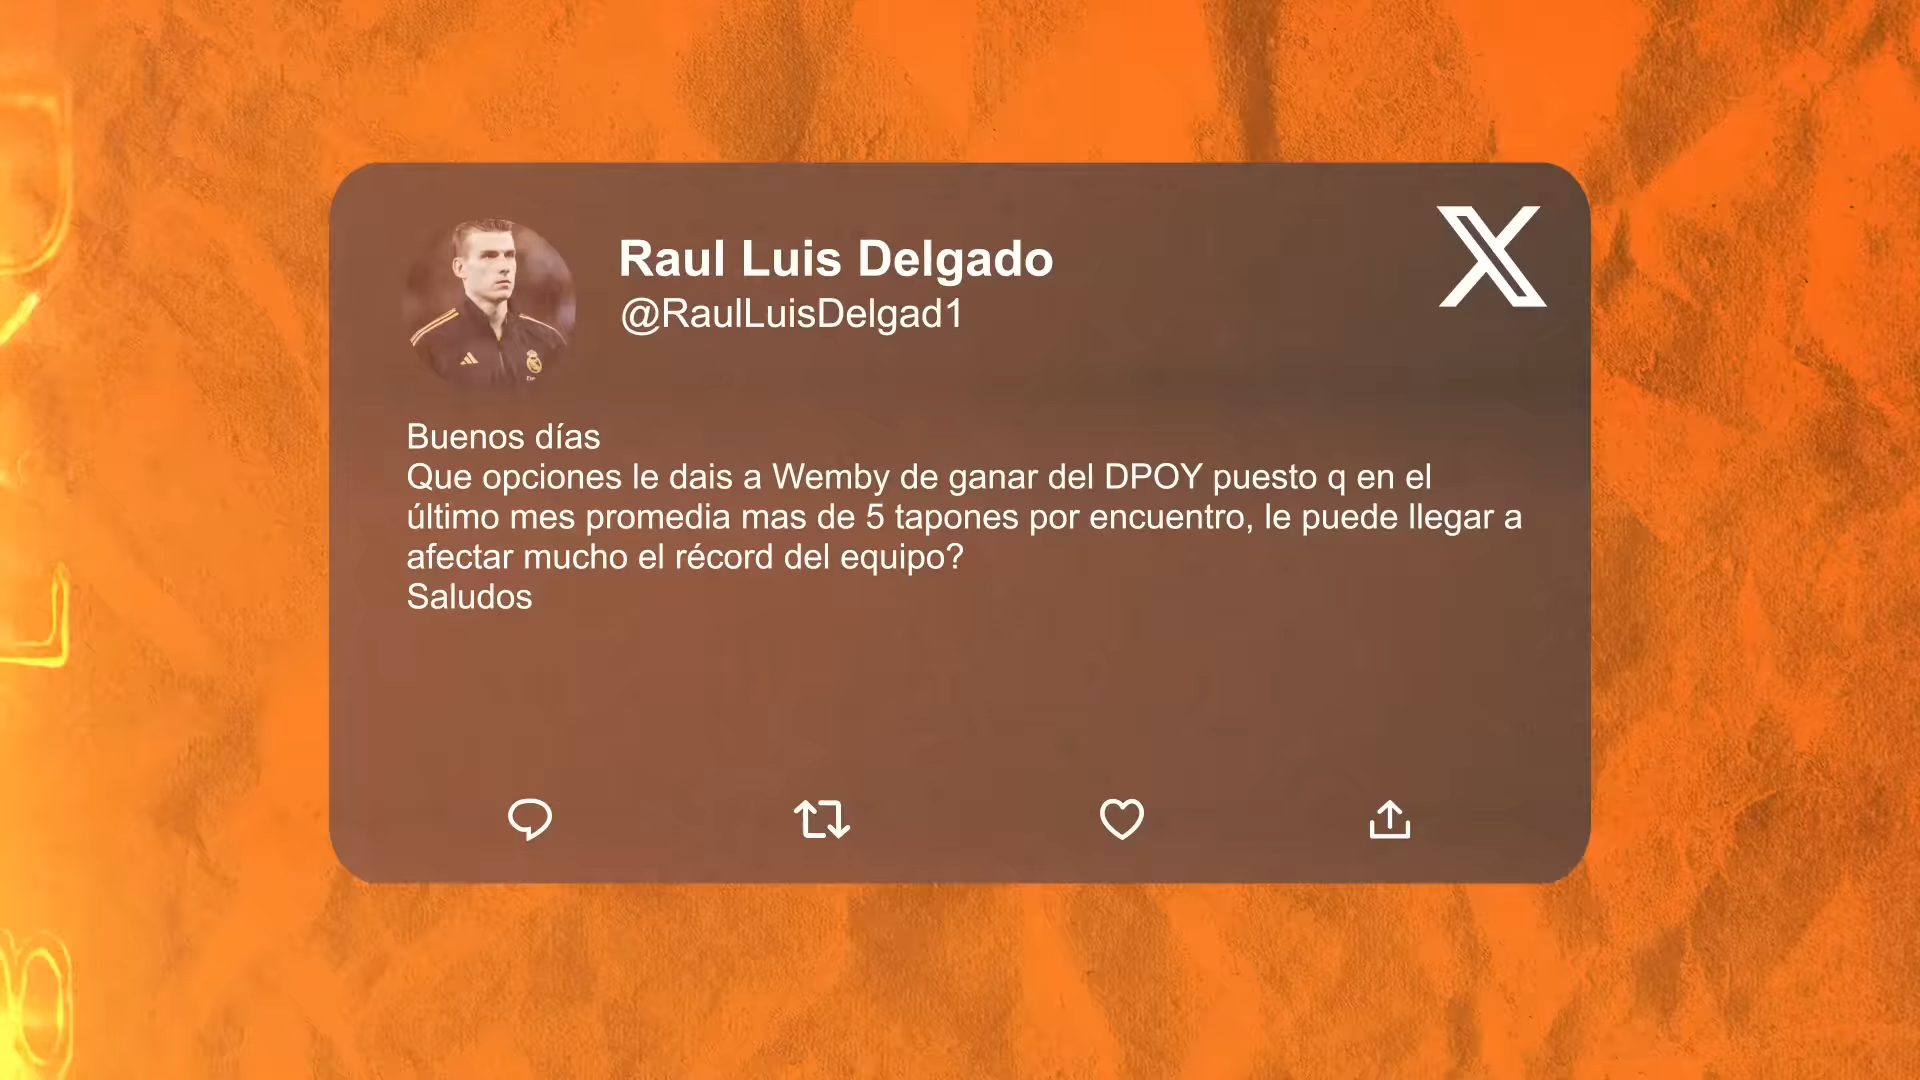 Raul Luis Delgado
@RaulLuisDelgad1
Buenos días
Que opciones le dais a Wemby de ganar del DPOY puesto q en el
último mes promedia mas de 5 tapones por encuentro, le puede llegar a
afectar mucho el récord del equipo?
Saludos